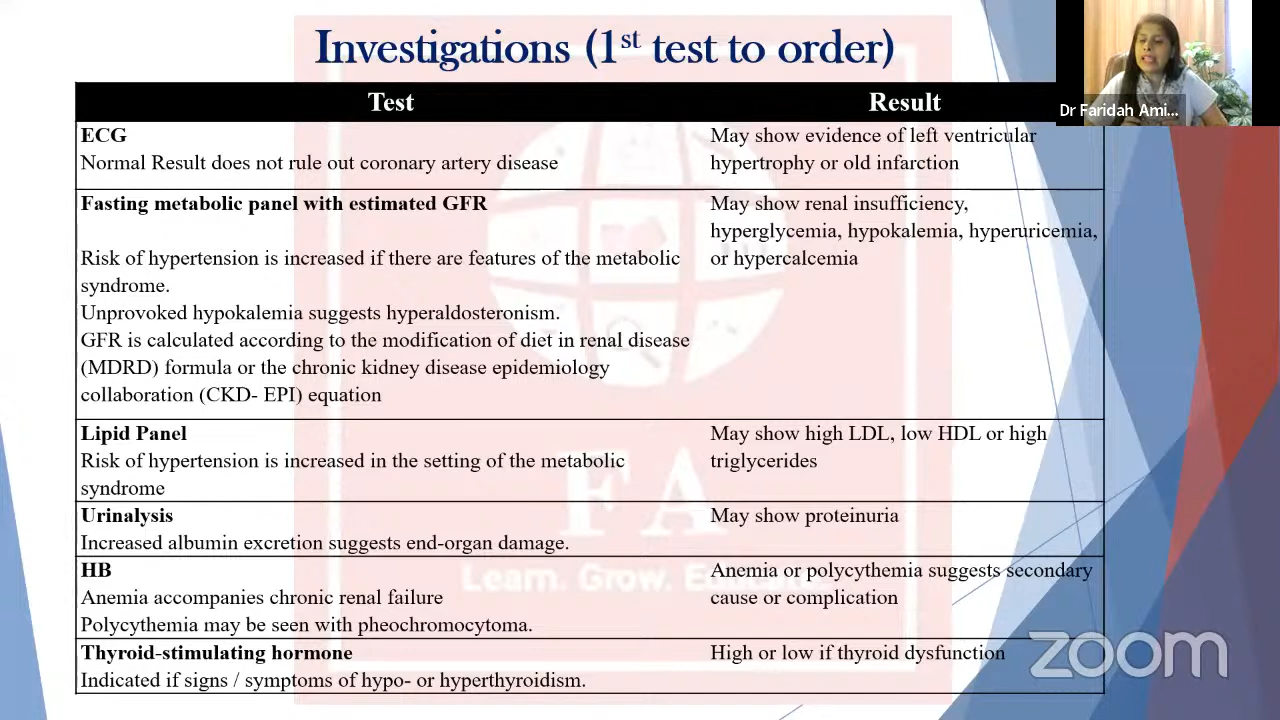 Investigations (1st test to order)
Test
Result
ECG
Normal Result does not rule out coronary artery disease
May show evidence of left ventricular
hypertrophy or old infarction
Fasting metabolic panel with estimated GFR
Risk of hypertension is increased if there are features of the metabolic
syndrome.
Unprovoked hypokalemia suggests hyperaldosteronism.
GFR is calculated according to the modification of diet in renal disease
(MDRD) formula or the chronic kidney disease epidemiology
collaboration (CKD- EPI) equation
May show renal insufficiency,
hyperglycemia, hypokalemia, hyperuricemia,
or hypercalcemia
Lipid Panel
Risk of hypertension is increased in the setting of the metabolic
syndrome
May show high LDL, low HDL or high
triglycerides
Urinalysis
Increased albumin excretion suggests end-organ damage.
May show proteinuria
HB
Anemia accompanies chronic renal failure
Polycythemia may be seen with pheochromocytoma.
Anemia or polycythemia suggests secondary
cause or complication
Thyroid-stimulating hormone
Indicated if signs / symptoms of hypo- or hyperthyroidism.
High or low if thyroid dysfunction
Dr Faridah Ami...
FA
Learn. Grow.
zoom